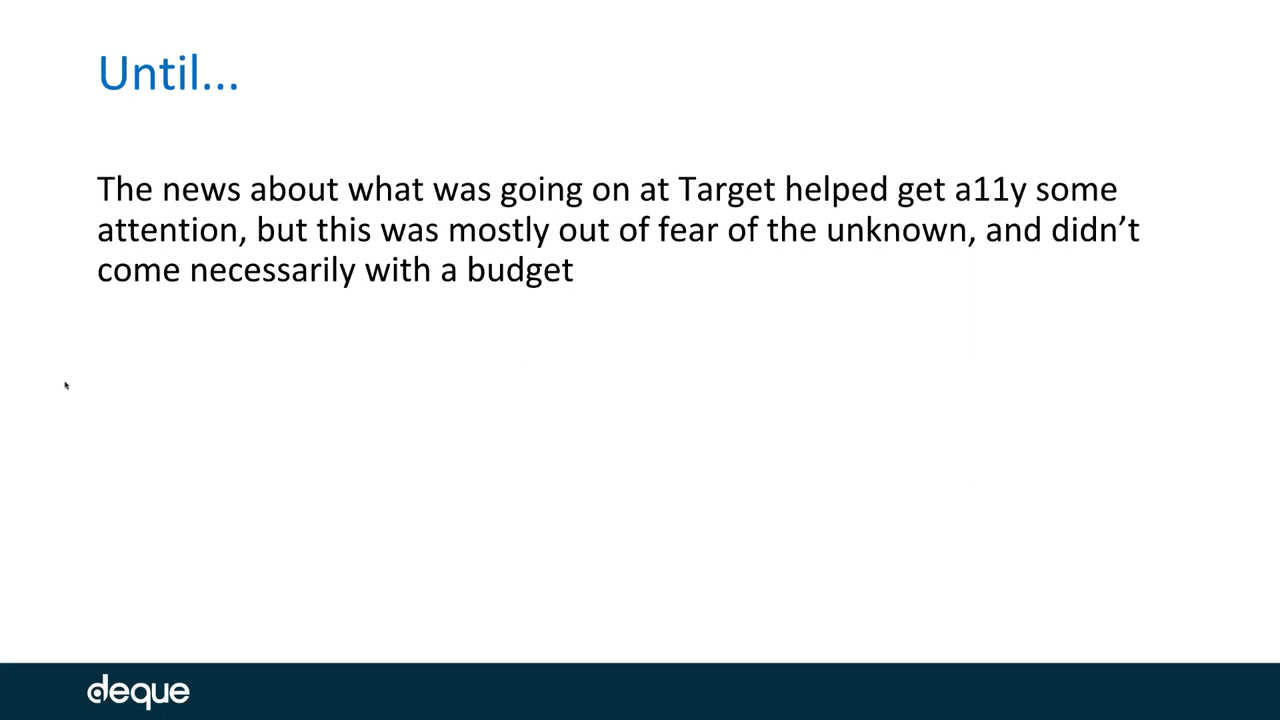 Until...
The news about what was going on at Target helped get a11y some
attention, but this was mostly out of fear of the unknown, and didn’t
come necessarily with a budget
deque